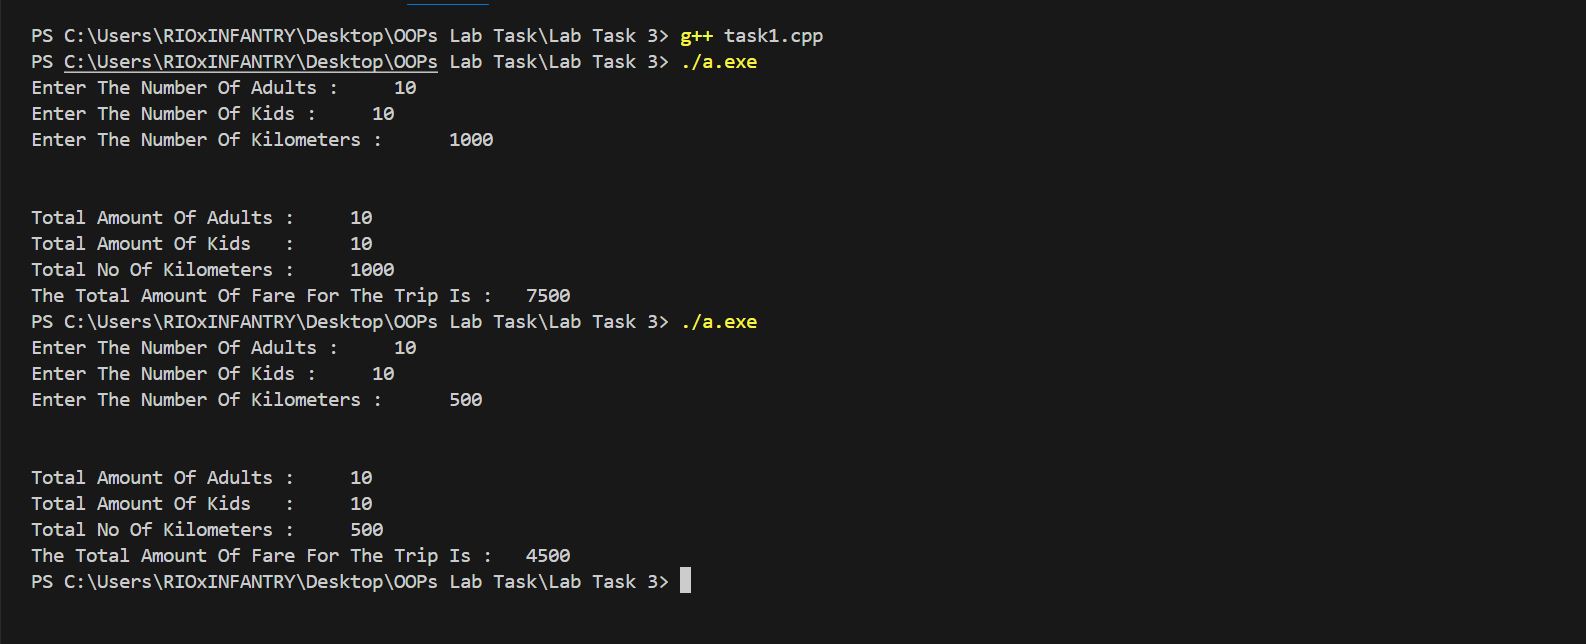 PS C:\Users\RIOxINFANTRY\Desktop\OOPs Lab Task\Lab Task 3> g++ task1.cpp
PS C:\Users\RIOxINFANTRY\Desktop\OOPs Lab Task\Lab Task 3> ./a.exe
Enter The Number Of Adults :     10
Enter The Number Of Kids :     10
Enter The Number Of Kilometers :      1000
Total Amount Of Adults :     10
Total Amount Of Kids   :     10
Total No Of Kilometers :     1000
The Total Amount Of Fare For The Trip Is :   7500
PS C:\Users\RIOxINFANTRY\Desktop\OOPs Lab Task\Lab Task 3> ./a.exe
Enter The Number Of Adults :     10
Enter The Number Of Kids :     10
Enter The Number Of Kilometers :      500
Total Amount Of Adults :     10
Total Amount Of Kids   :     10
Total No Of Kilometers :     500
The Total Amount Of Fare For The Trip Is :   4500
PS C:\Users\RIOxINFANTRY\Desktop\OOPs Lab Task\Lab Task 3>